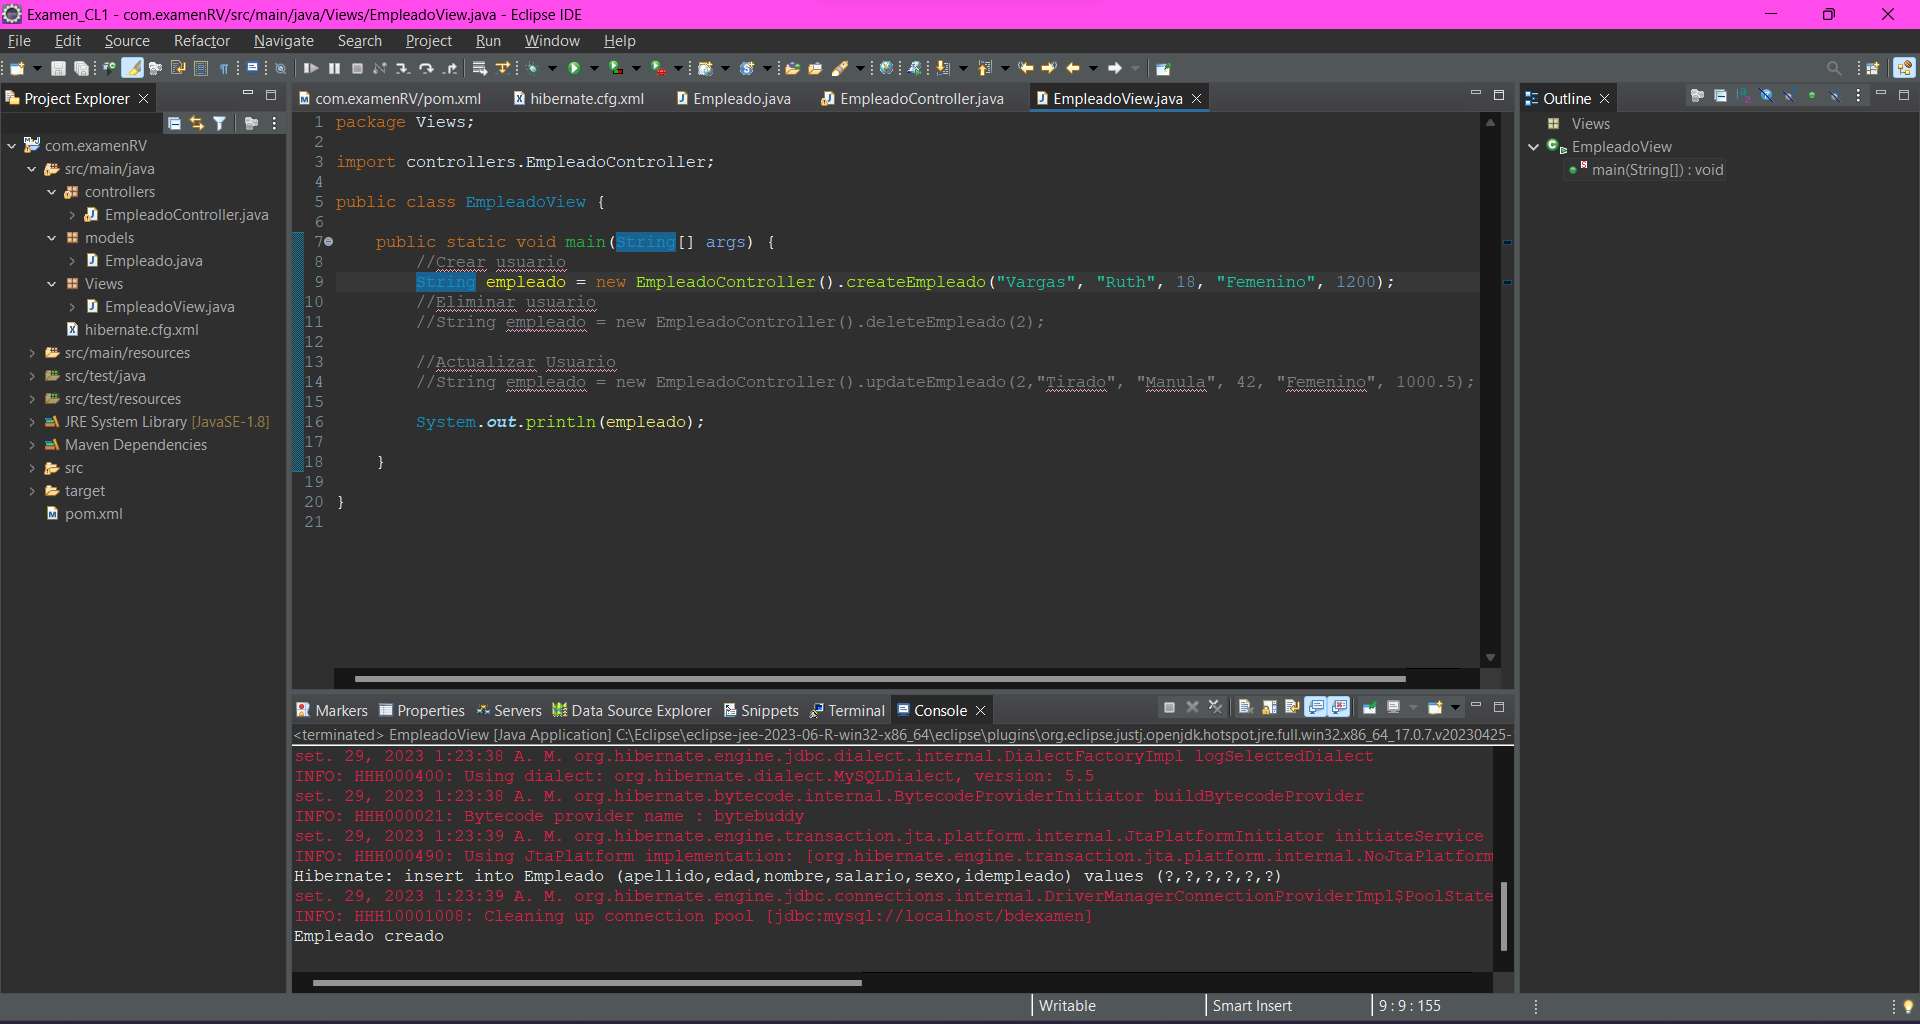 Examen_CL1 - com.examenRV/src/main/java/Views/EmpleadoView.java - Eclipse IDE
File Edit Source Refactor Navigate Search Project Run Window Help
Project Explorer
com.examenRV
src/main/java
controllers
EmpleadoController.java
models
Empleado.java
Views
EmpleadoView.java
hibernate.cfg.xml
src/main/resources
src/test/java
src/test/resources
JRE System Library [JavaSE-1.8]
Maven Dependencies
src
target
pom.xml
com.examenRV/pom.xml hibernate.cfg.xml Empleado.java EmpleadoController.java EmpleadoView.java
1 package Views;
2
3 import controllers.EmpleadoController;
4
5 public class EmpleadoView {
6
7 public static void main(String[] args) {
8 //Crear usuario
9 String empleado = new EmpleadoController().createEmpleado("Vargas", "Ruth", 18, "Femenino", 1200);
10 //Eliminar usuario
11 //String empleado = new EmpleadoController().deleteEmpleado(2);
12
13 //Actualizar Usuario
14 //String empleado = new EmpleadoController().updateEmpleado(2,"Tirado", "Manula", 42, "Femenino", 1000.5);
15
16 System.out.println(empleado);
17
18 }
19
20 }
21
Outline
Views
EmpleadoView
main(String[]) : void
Markers Properties Servers Data Source Explorer Snippets Terminal Console
<terminated> EmpleadoView [Java Application] C:\Eclipse\eclipse-jee-2023-06-R-win32-x86_64\eclipse\plugins\org.eclipse.justj.openjdk.hotspot.jre.full.win32.x86_64_17.0.7.v20230425-
set. 29, 2023 1:23:38 A. M. org.hibernate.engine.jdbc.dialect.internal.DialectFactoryImpl logSelectedDialect
INFO: HHH000400: Using dialect: org.hibernate.dialect.MySQLDialect, version: 5.5
set. 29, 2023 1:23:38 A. M. org.hibernate.bytecode.internal.BytecodeProviderInitiator buildBytecodeProvider
INFO: HHH000021: Bytecode provider name : bytebuddy
set. 29, 2023 1:23:39 A. M. org.hibernate.engine.transaction.jta.platform.internal.JtaPlatformInitiator initiateService
INFO: HHH000490: Using JtaPlatform implementation: [org.hibernate.engine.transaction.jta.platform.internal.NoJtaPlatform
Hibernate: insert into Empleado (apellido,edad,nombre,salario,sexo,idempleado) values (?,?,?,?,?,?)
set. 29, 2023 1:23:39 A. M. org.hibernate.engine.jdbc.connections.internal.DriverManagerConnectionProviderImpl$PoolState
INFO: HHH10001008: Cleaning up connection pool [jdbc:mysql://localhost/bdexamen]
Empleado creado
Writable Smart Insert 9 : 9 : 155